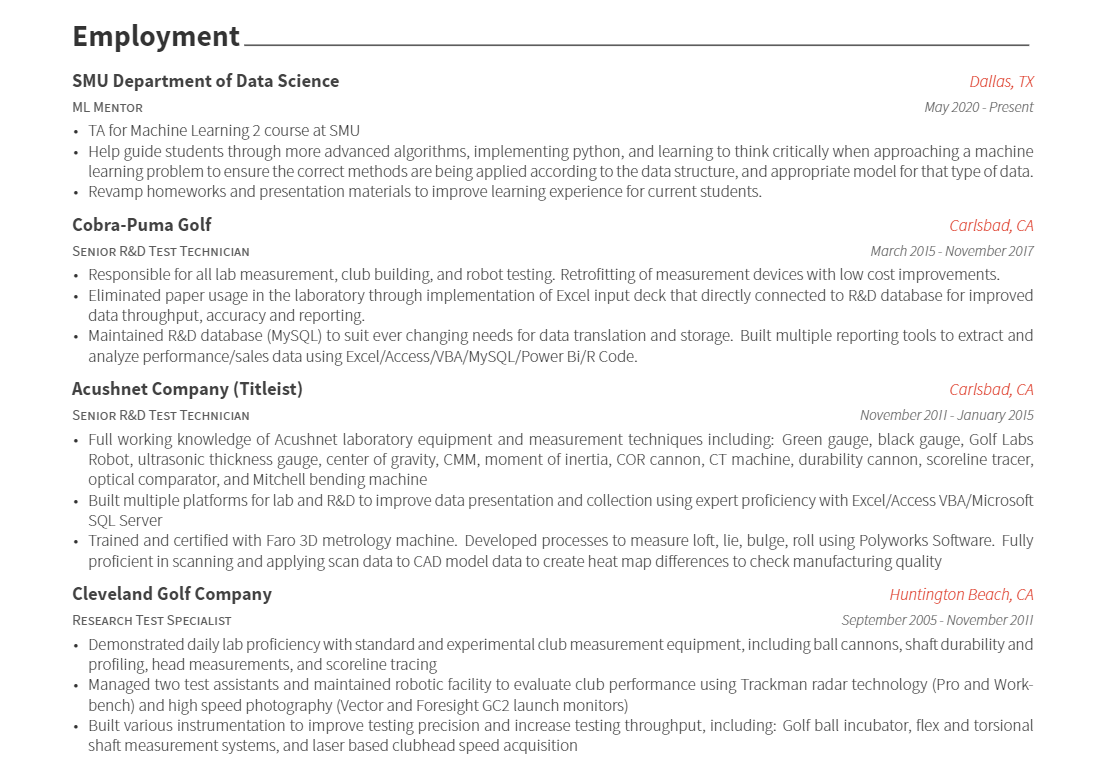 Employment
SMU Department of Data Science Dallas, TX
ML Mentor May 2020 - Present
• TA for Machine Learning 2 course at SMU
• Help guide students through more advanced algorithms, implementing python, and learning to think critically when approaching a machine
learning problem to ensure the correct methods are being applied according to the data structure, and appropriate model for that type of data.
• Revamp homeworks and presentation materials to improve learning experience for current students.
Cobra-Puma Golf Carlsbad, CA
Senior R&D Test Technician March 2015 - November 2017
• Responsible for all lab measurement, club building, and robot testing. Retrofitting of measurement devices with low cost improvements.
• Eliminated paper usage in the laboratory through implementation of Excel input deck that directly connected to R&D database for improved
data throughput, accuracy and reporting.
• Maintained R&D database (MySQL) to suit ever changing needs for data translation and storage. Built multiple reporting tools to extract and
analyze performance/sales data using Excel/Access/VBA/MySQL/Power Bi/R Code.
Acushnet Company (Titleist) Carlsbad, CA
Senior R&D Test Technician November 2011 - January 2015
• Full working knowledge of Acushnet laboratory equipment and measurement techniques including: Green gauge, black gauge, Golf Labs
Robot, ultrasonic thickness gauge, center of gravity, CMM, moment of inertia, COR cannon, CT machine, durability cannon, scoreline tracer,
optical comparator, and Mitchell bending machine
• Built multiple platforms for lab and R&D to improve data presentation and collection using expert proficiency with Excel/Access VBA/Microsoft
SQL Server
• Trained and certified with Faro 3D metrology machine. Developed processes to measure loft, lie, bulge, roll using Polyworks Software. Fully
proficient in scanning and applying scan data to CAD model data to create heat map differences to check manufacturing quality
Cleveland Golf Company Huntington Beach, CA
Research Test Specialist September 2005 - November 2011
• Demonstrated daily lab proficiency with standard and experimental club measurement equipment, including ball cannons, shaft durability and
profiling, head measurements, and scoreline tracing
• Managed two test assistants and maintained robotic facility to evaluate club performance using Trackman radar technology (Pro and Work-
bench) and high speed photography (Vector and Foresight GC2 launch monitors)
• Built various instrumentation to improve testing precision and increase testing throughput, including: Golf ball incubator, flex and torsional
shaft measurement systems, and laser based clubhead speed acquisition